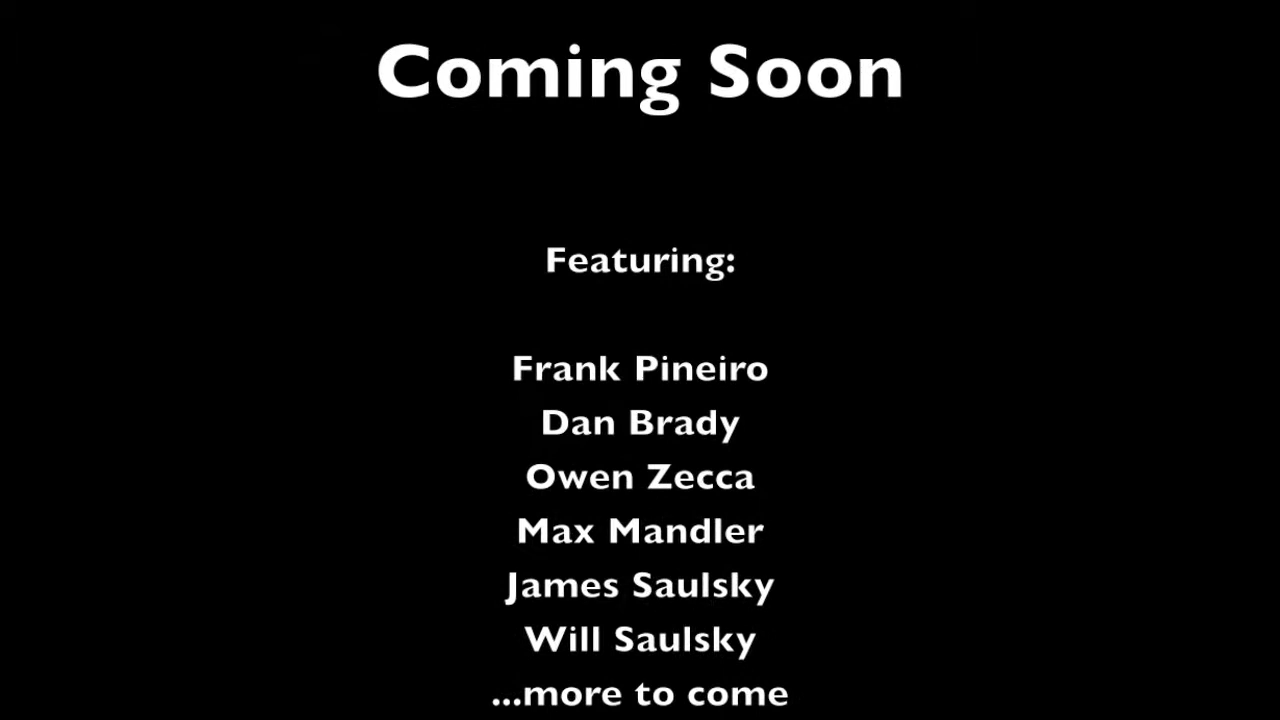 Coming Soon
Featuring:
Frank Pineiro
Dan Brady
Owen Zecca
Max Mandler
James Saulsky
Will Saulsky
...more to come